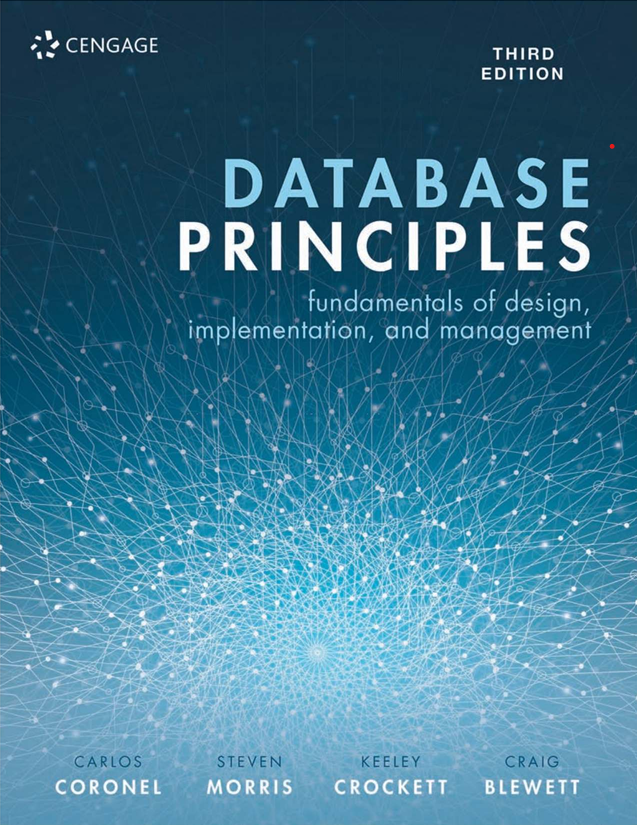 CENGAGE
THIRD
EDITION
DATABASE
PRINCIPLES
fundamentals of design,
implementation, and management
CARLOS
CORONEL
STEVEN
MORRIS
KEELEY
CROCKETT
CRAIG
BLEWETT